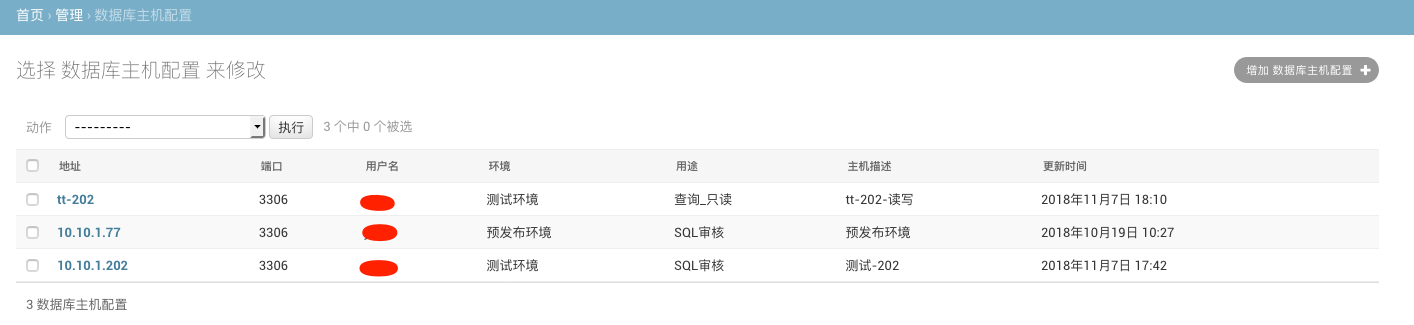 首页 › 管理 › 数据库主机配置
选择 数据库主机配置 来修改
增加 数据库主机配置
动作 --------- 执行 3 个中 0 个被选
地址 端口 用户名 环境 用途 主机描述 更新时间
tt-202 3306 测试环境 查询_只读 tt-202-读写 2018年11月7日 18:10
10.10.1.77 3306 预发布环境 SQL审核 预发布环境 2018年10月19日 10:27
10.10.1.202 3306 测试环境 SQL审核 测试-202 2018年11月7日 17:42
3 数据库主机配置